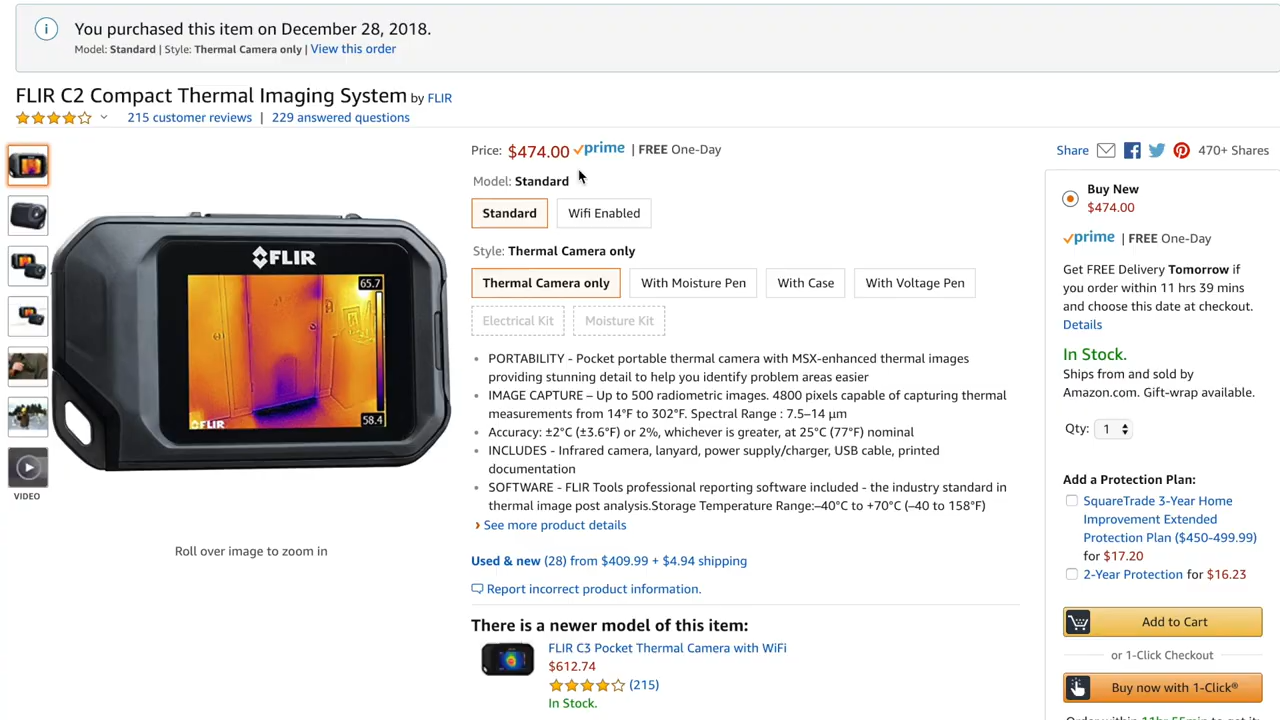 You purchased this item on December 28, 2018.
Model: Standard | Style: Thermal Camera only | View this order
FLIR C2 Compact Thermal Imaging System by FLIR
215 customer reviews | 229 answered questions
FLIR
65.7
58.4
FLIR
VIDEO
Roll over image to zoom in
Price: $474.00 prime | FREE One-Day
Model: Standard
Standard Wifi Enabled
Style: Thermal Camera only
Thermal Camera only With Moisture Pen With Case With Voltage Pen
Electrical Kit Moisture Kit
PORTABILITY - Pocket portable thermal camera with MSX-enhanced thermal images
providing stunning detail to help you identify problem areas easier
IMAGE CAPTURE – Up to 500 radiometric images. 4800 pixels capable of capturing thermal
measurements from 14°F to 302°F. Spectral Range : 7.5–14 µm
Accuracy: ±2°C (±3.6°F) or 2%, whichever is greater, at 25°C (77°F) nominal
INCLUDES - Infrared camera, lanyard, power supply/charger, USB cable, printed
documentation
SOFTWARE - FLIR Tools professional reporting software included - the industry standard in
thermal image post analysis.Storage Temperature Range:–40°C to +70°C (–40 to 158°F)
› See more product details
Used & new (28) from $409.99 + $4.94 shipping
Report incorrect product information.
There is a newer model of this item:
FLIR C3 Pocket Thermal Camera with WiFi
$612.74
(215)
In Stock.
Share 470+ Shares
Buy New
$474.00
prime | FREE One-Day
Get FREE Delivery Tomorrow if
you order within 11 hrs 39 mins
and choose this date at checkout.
Details
In Stock.
Ships from and sold by
Amazon.com. Gift-wrap available.
Qty: 1
Add a Protection Plan:
SquareTrade 3-Year Home
Improvement Extended
Protection Plan ($450-499.99)
for $17.20
2-Year Protection for $16.23
Add to Cart
or 1-Click Checkout
Buy now with 1-Click®